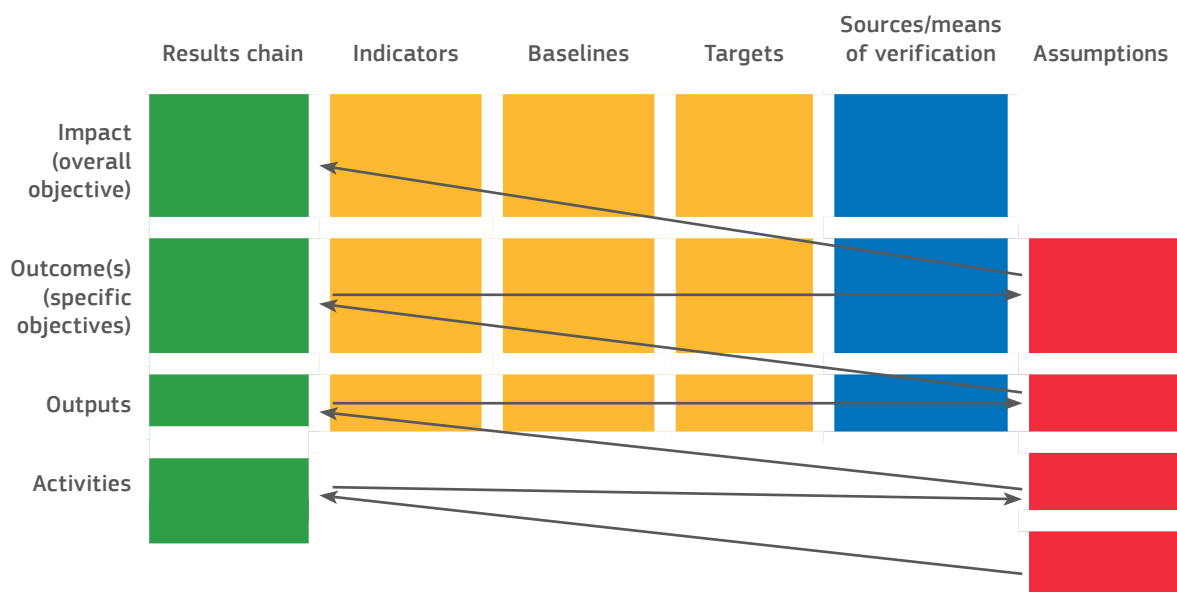 Results chain
Indicators
Baselines
Targets
Sources/means
of verification
Assumptions
Impact
(overall
objective)
Outcome(s)
(specific
objectives)
Outputs
Activities